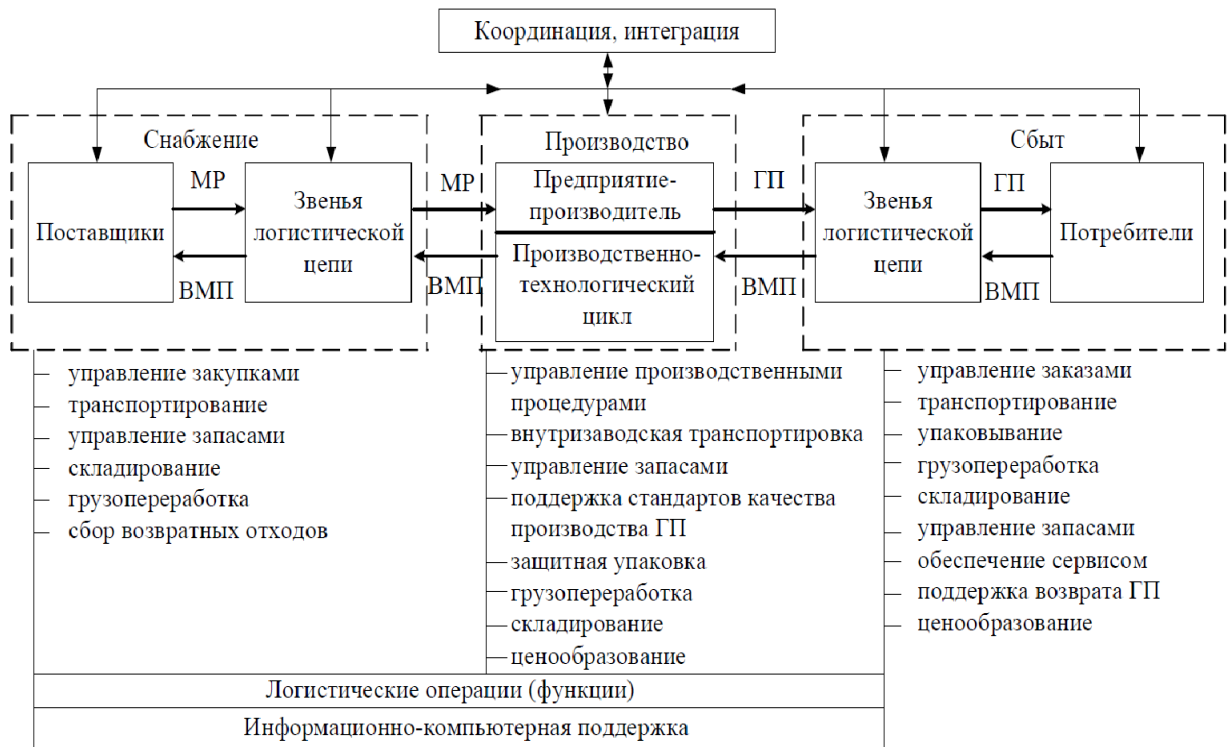 Координация, интеграция
Снабжение
Поставщики
МР
ВМП
Звенья
логистической
цепи
МР
ВМП
Производство
Предприятие-
производитель
Производственно-
технологический
цикл
ГП
ВМП
Сбыт
Звенья
логистической
цепи
ГП
ВМП
Потребители
управление закупками
транспортирование
управление запасами
складирование
грузопереработка
сбор возвратных отходов
управление производственными
процедурами
внутризаводская транспортировка
управление запасами
поддержка стандартов качества
производства ГП
защитная упаковка
грузопереработка
складирование
ценообразование
управление заказами
транспортирование
упаковывание
грузопереработка
складирование
управление запасами
обеспечение сервисом
поддержка возврата ГП
ценообразование
Логистические операции (функции)
Информационно-компьютерная поддержка